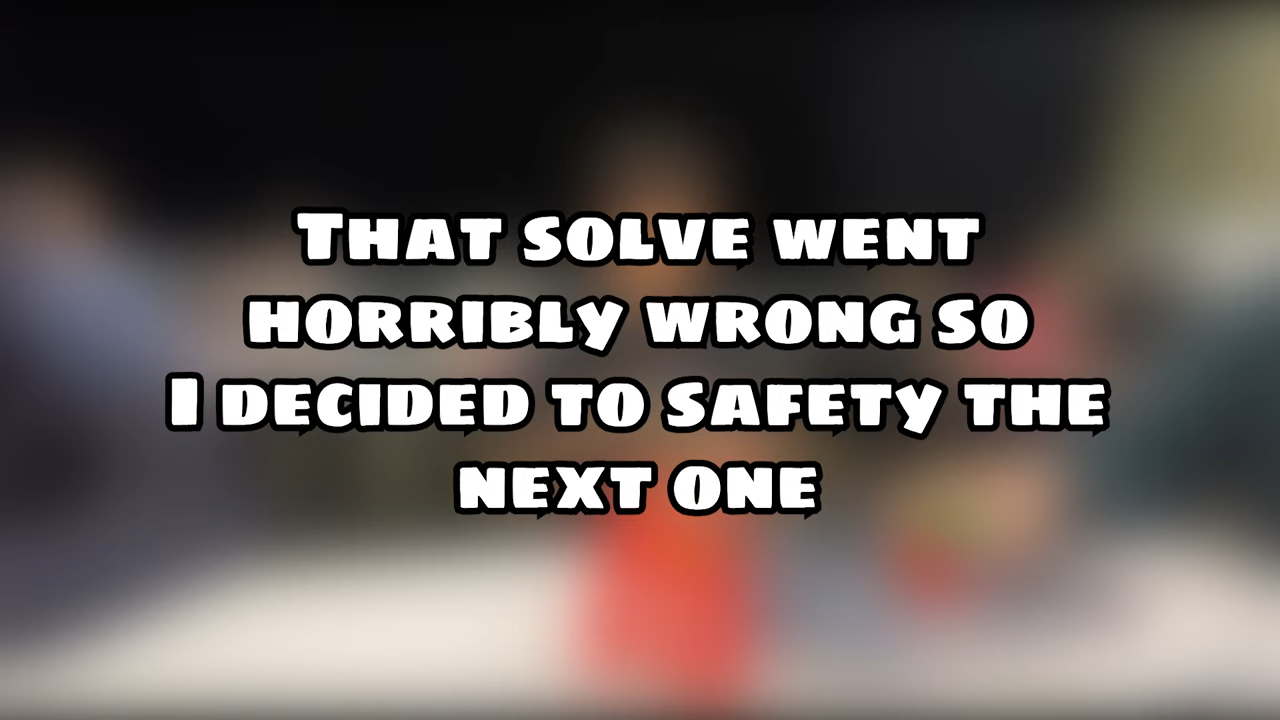 That solve went
horribly wrong so
I decided to safety the
next one